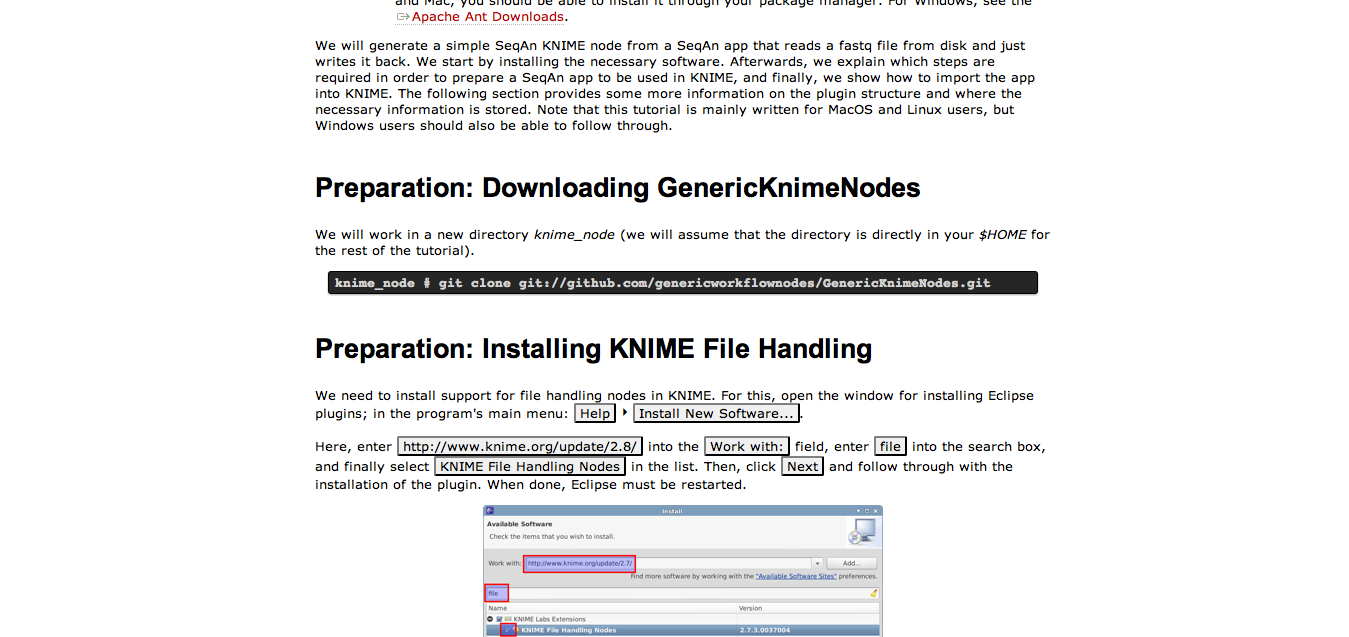 and Mac, you should be able to install it through your package manager. For Windows, see the
Apache Ant Downloads.
We will generate a simple SeqAn KNIME node from a SeqAn app that reads a fastq file from disk and just
writes it back. We start by installing the necessary software. Afterwards, we explain which steps are
required in order to prepare a SeqAn app to be used in KNIME, and finally, we show how to import the app
into KNIME. The following section provides some more information on the plugin structure and where the
necessary information is stored. Note that this tutorial is mainly written for MacOS and Linux users, but
Windows users should also be able to follow through.
Preparation: Downloading GenericKnimeNodes
We will work in a new directory knime_node (we will assume that the directory is directly in your $HOME for
the rest of the tutorial).
knime_node # git clone git://github.com/genericworkflownodes/GenericKnimeNodes.git
Preparation: Installing KNIME File Handling
We need to install support for file handling nodes in KNIME. For this, open the window for installing Eclipse
plugins; in the program's main menu: Help ‣ Install New Software....
Here, enter http://www.knime.org/update/2.8/ into the Work with: field, enter file into the search box,
and finally select KNIME File Handling Nodes in the list. Then, click Next and follow through with the
installation of the plugin. When done, Eclipse must be restarted.
Install
Available Software
Check the items that you wish to install.
Work with: http://www.knime.org/update/2.7/ Add...
Find more software by working with the "Available Software Sites" preferences.
file
Name Version
KNIME Labs Extensions
KNIME File Handling Nodes 2.7.3.0037004